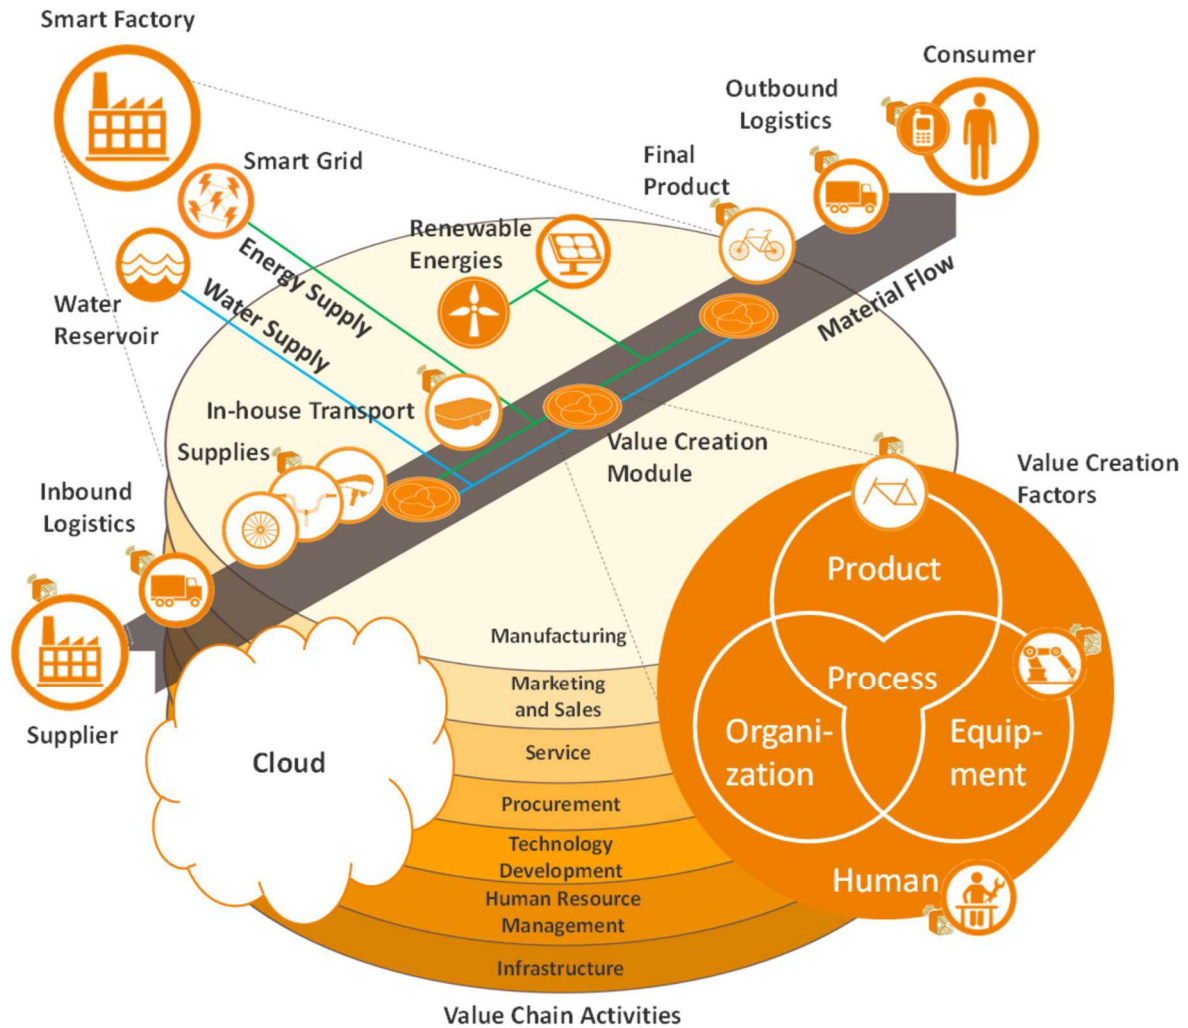 Smart Factory
Consumer
Outbound
Logistics
Final
Product
Smart Grid
Renewable
Energies
Energy Supply
Water Supply
Water
Reservoir
Material Flow
In-house Transport
Supplies
Value Creation
Module
Inbound
Logistics
Value Creation
Factors
Product
Process
Organi-
zation
Equip-
ment
Human
Supplier
Cloud
Manufacturing
Marketing
and Sales
Service
Procurement
Technology
Development
Human Resource
Management
Infrastructure
Value Chain Activities